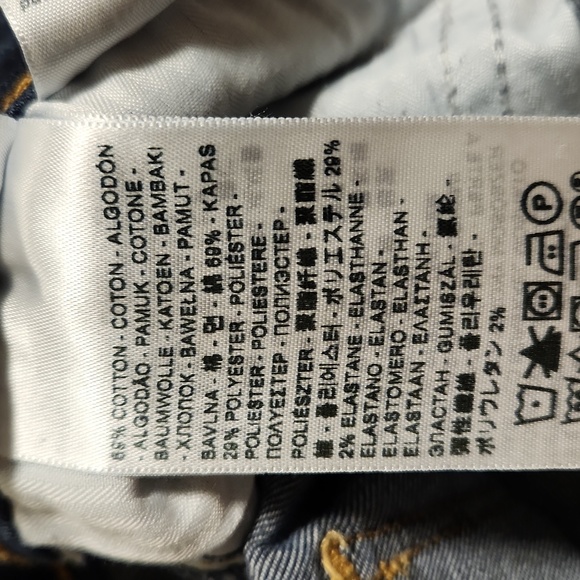 69% COTTON - COTON - ALGODÓN
- ALGODÃO - PAMUK - COTONE -
BAUMWOLLE - KATOEN - BAMBAKI
- ХЛОПОК - BAWEŁNA - PAMUT -
BAVLNA - 棉 - 면 - 綿 69% - KAPAS
29% POLYESTER - POLIÉSTER -
POLIESTER - POLIESTERE -
ΠΟΛΥΕΣΤΕΡ - ПОЛИЭСТЕР -
POLIÉSZTER - 聚酯纤维 - 聚酯纖
維 - 폴리에스터 - ポリエステル 29%
2% ELASTANE - ELASTHANNE -
ELASTANO - ELASTAN -
ELASTOMERO - ELASTHAN -
ELASTAAN - ΕΛΑΣΤΑΝΗ -
ЭЛАСТАН - GUMISZÁL - 氨纶 -
彈性纖維 - 폴리우레탄 -
ポリウレタン 2%
P